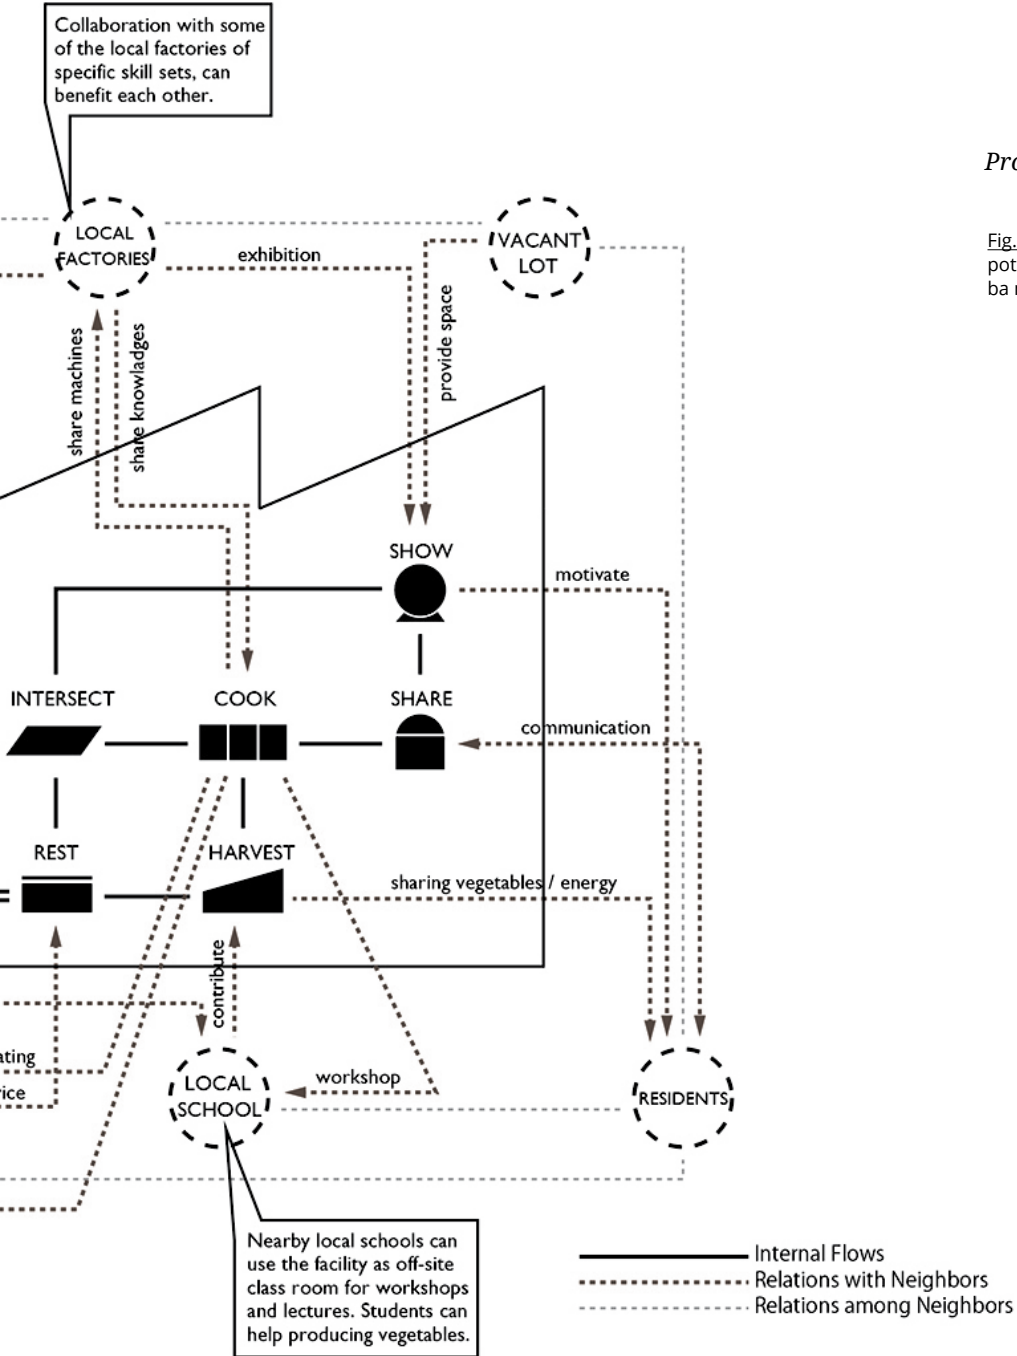 Collaboration with some
of the local factories of
specific skill sets, can
benefit each other.
LOCAL
FACTORIES
exhibition
VACANT
LOT
share machines
share knowladges
provide space
SHOW
motivate
INTERSECT
COOK
SHARE
communication
REST
HARVEST
sharing vegetables / energy
contribute
LOCAL
SCHOOL
workshop
RESIDENTS
Nearby local schools can
use the facility as off-site
class room for workshops
and lectures. Students can
help producing vegetables.
Internal Flows
Relations with Neighbors
Relations among Neighbors
Fig.